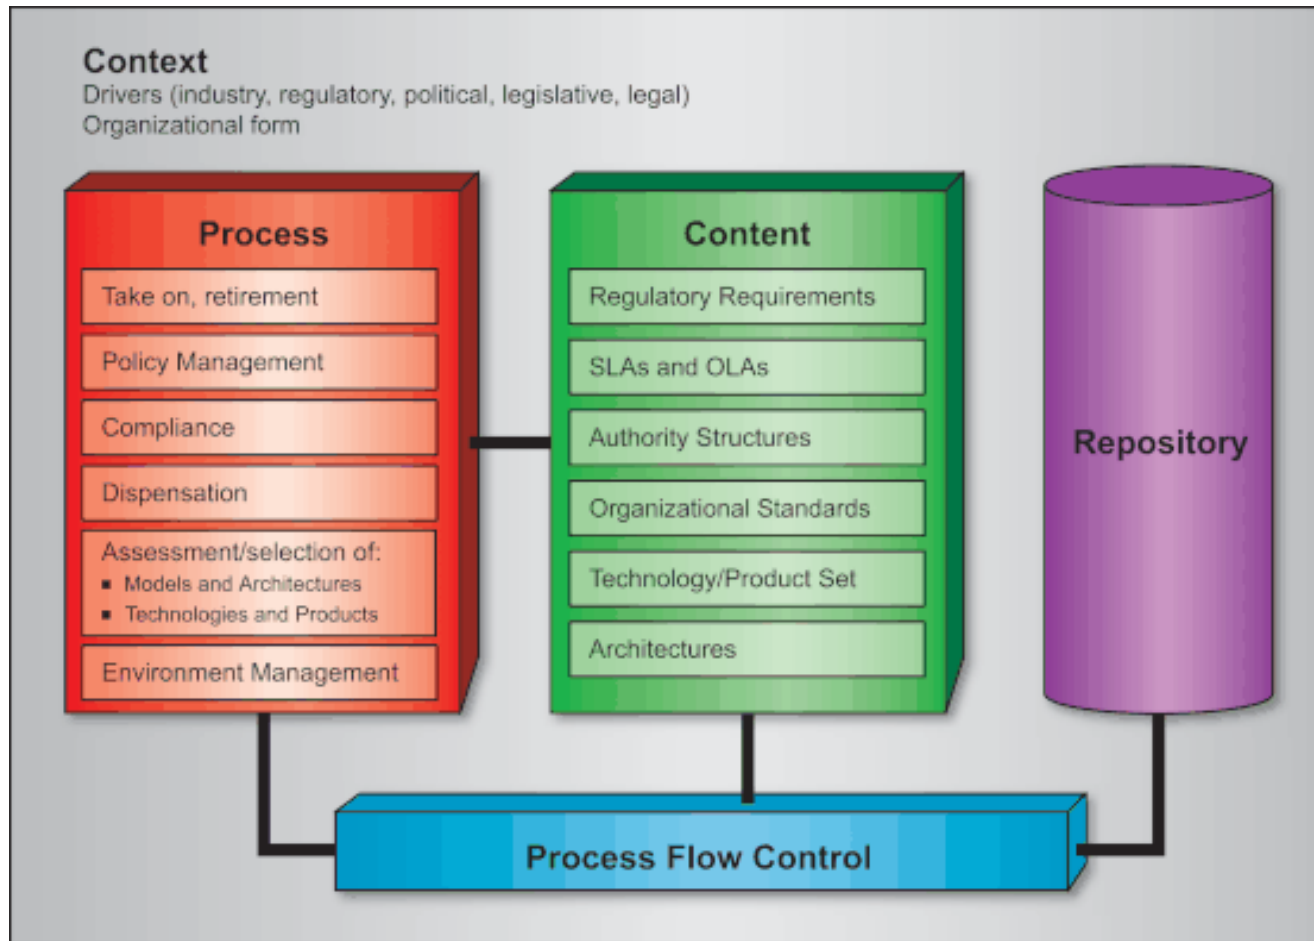 Context
Drivers (industry, regulatory, political, legislative, legal)
Organizational form
Process
Take on, retirement
Policy Management
Compliance
Dispensation
Assessment/selection of:
▪ Models and Architectures
▪ Technologies and Products
Environment Management
Content
Regulatory Requirements
SLAs and OLAs
Authority Structures
Organizational Standards
Technology/Product Set
Architectures
Repository
Process Flow Control